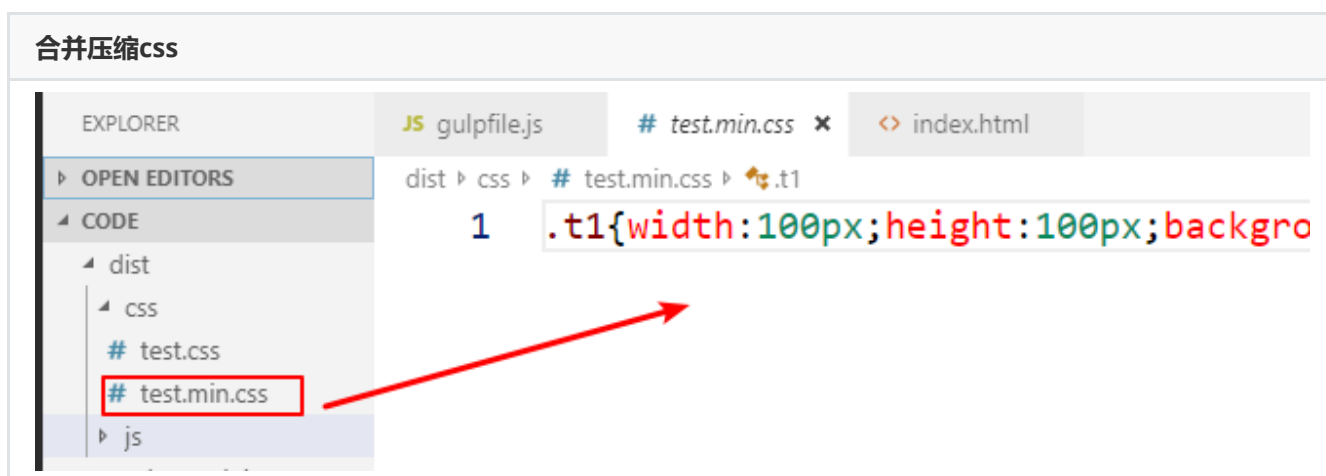 合并压缩css
EXPLORER
JS gulpfile.js
# test.min.css ×
<> index.html
OPEN EDITORS
dist css # test.min.css .t1
CODE
1 .t1{width:100px;height:100px;backgro
dist
css
# test.css
# test.min.css
js